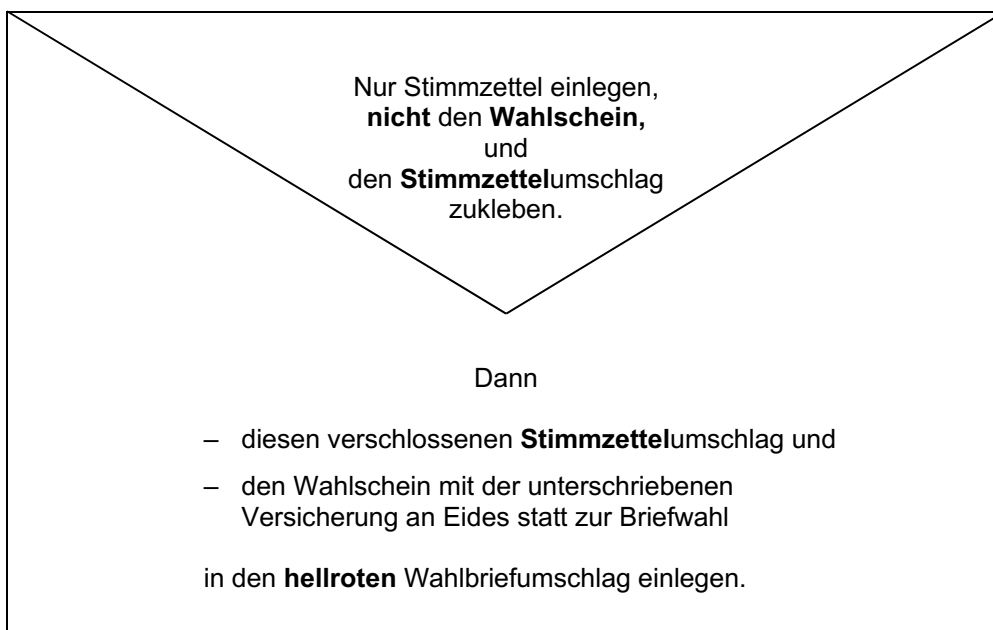 Nur Stimmzettel einlegen,
nicht den Wahlschein,
und
den Stimmzettelumschlag
zukleben.
Dann
– diesen verschlossenen Stimmzettelumschlag und
– den Wahlschein mit der unterschriebenen
Versicherung an Eides statt zur Briefwahl
in den hellroten Wahlbriefumschlag einlegen.